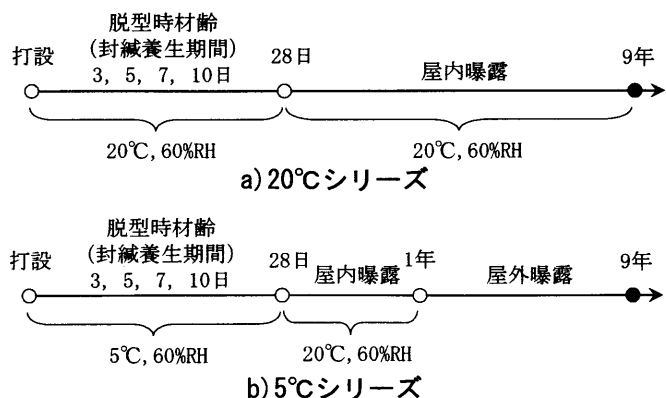 脱型時材齢
(封緘養生期間)
打設 3, 5, 7, 10日 28日 屋内曝露 9年
20℃, 60%RH 20℃, 60%RH
a)20℃シリーズ
脱型時材齢
(封緘養生期間)
打設 3, 5, 7, 10日 28日 屋内曝露 1年 屋外曝露 9年
5℃, 60%RH 20℃, 60%RH
b)5℃シリーズ